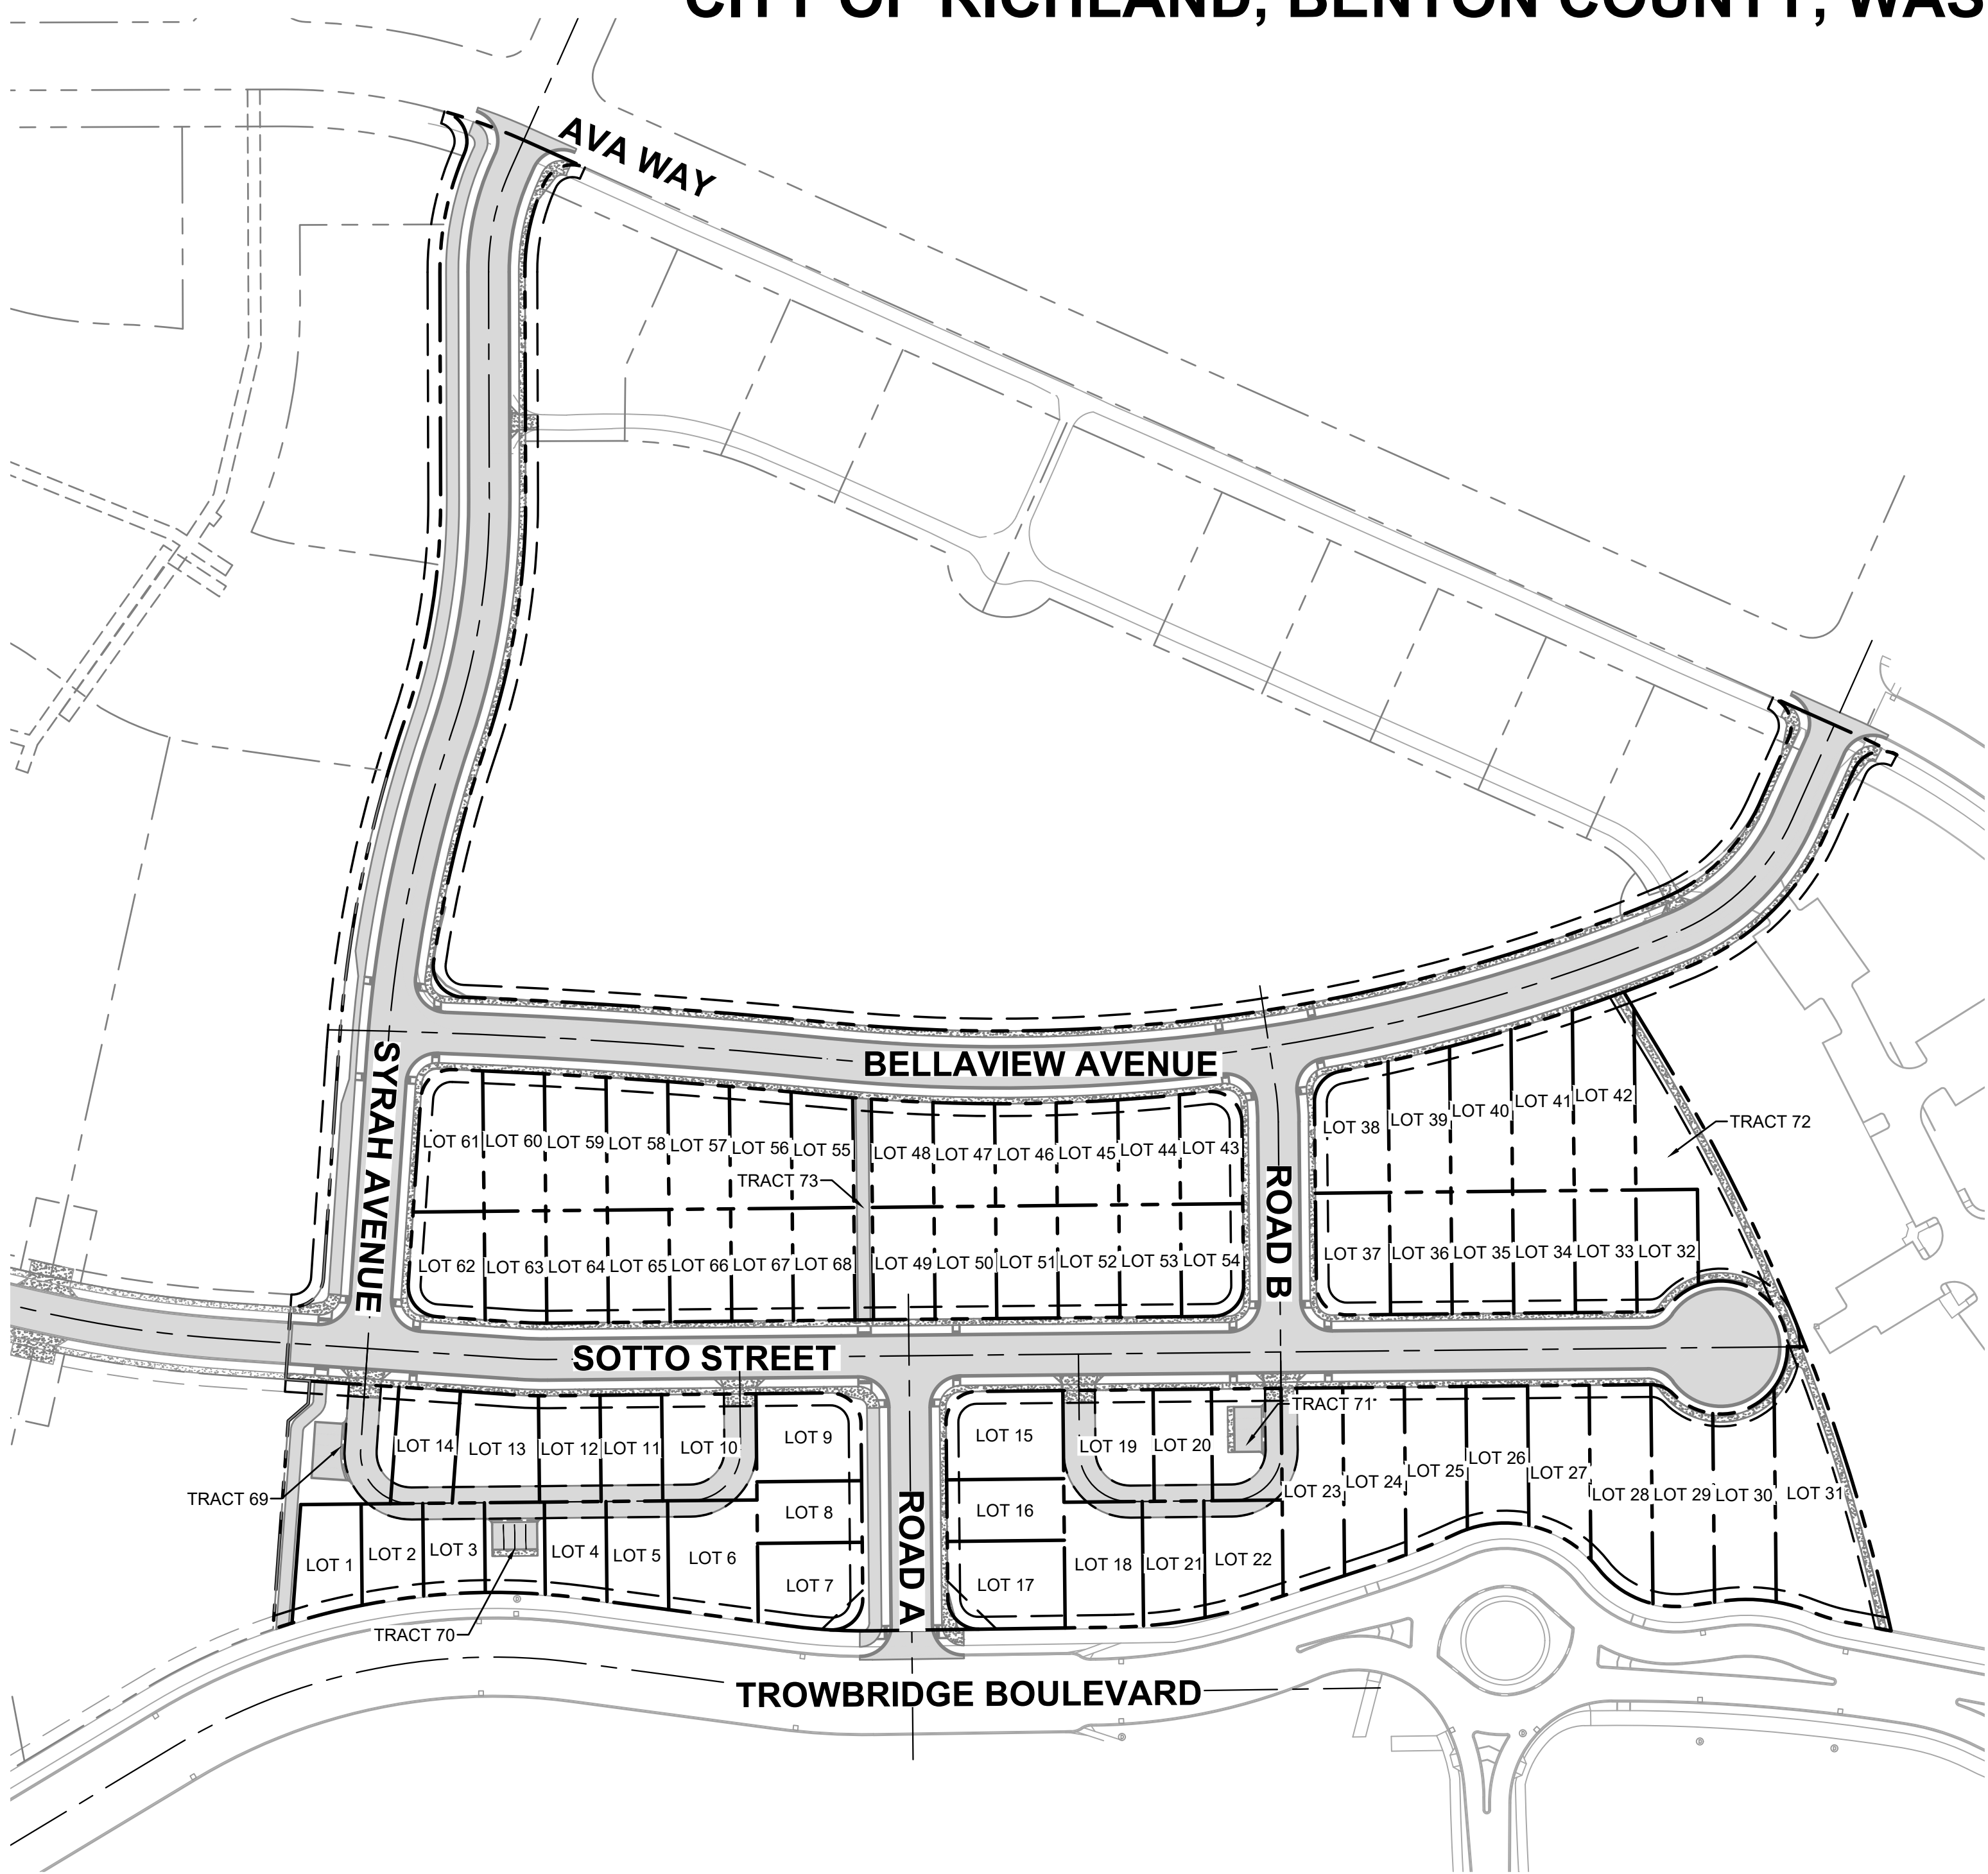 CITY OF RICHLAND, BENTON COUNTY, WAS
AVA WAY
BELLAVIEW AVENUE
SYRAH AVENUE
LOT 61 LOT 60 LOT 59 LOT 58 LOT 57 LOT 56 LOT 55 LOT 48 LOT 47 LOT 46 LOT 45 LOT 44 LOT 43
LOT 38 LOT 39 LOT 40 LOT 41 LOT 42
TRACT 72
TRACT 73
ROAD B
LOT 62 LOT 63 LOT 64 LOT 65 LOT 66 LOT 67 LOT 68 LOT 49 LOT 50 LOT 51 LOT 52 LOT 53 LOT 54
LOT 37 LOT 36 LOT 35 LOT 34 LOT 33 LOT 32
SOTTO STREET
TRACT 71
LOT 14 LOT 13 LOT 12 LOT 11 LOT 10 LOT 9
LOT 15 LOT 19 LOT 20
LOT 23 LOT 24 LOT 25 LOT 26 LOT 27 LOT 28 LOT 29 LOT 30 LOT 31
TRACT 69
LOT 8
ROAD A
LOT 16
LOT 1 LOT 2 LOT 3 LOT 4 LOT 5 LOT 6 LOT 7
LOT 17 LOT 18 LOT 21 LOT 22
TRACT 70
TROWBRIDGE BOULEVARD